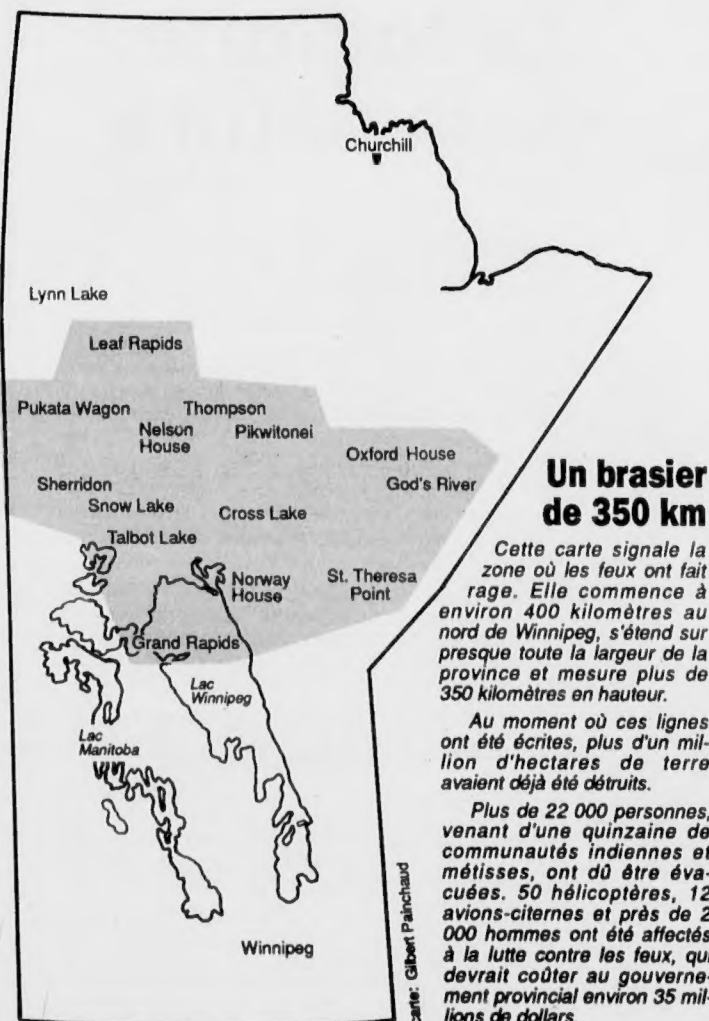 Churchill
Lynn Lake
Leaf Rapids
Pukata Wagon
Thompson
Nelson
House
Pikwitonei
Oxford House
Sherridon
God's River
Snow Lake
Cross Lake
Talbot Lake
Norway
House
St. Theresa
Point
Grand Rapids
Lac
Winnipeg
Lac
Manitoba
Winnipeg
carte: Gilbert Painchaud
Un brasier
de 350 km
Cette carte signale la
zone où les feux ont fait
rage. Elle commence à
environ 400 kilomètres au
nord de Winnipeg, s'étend sur
presque toute la largeur de la
province et mesure plus de
350 kilomètres en hauteur.
Au moment où ces lignes
ont été écrites, plus d'un mil-
lion d'hectares de terre
avaient déjà été détruits.
Plus de 22 000 personnes,
venant d'une quinzaine de
communautés indiennes et
métisses, ont dû être éva-
cuées. 50 hélicoptères, 12
avions-citernes et près de 2
000 hommes ont été affectés
à la lutte contre les feux, qui
devrait coûter au gouverne-
ment provincial environ 35 mil-
lions de dollars.